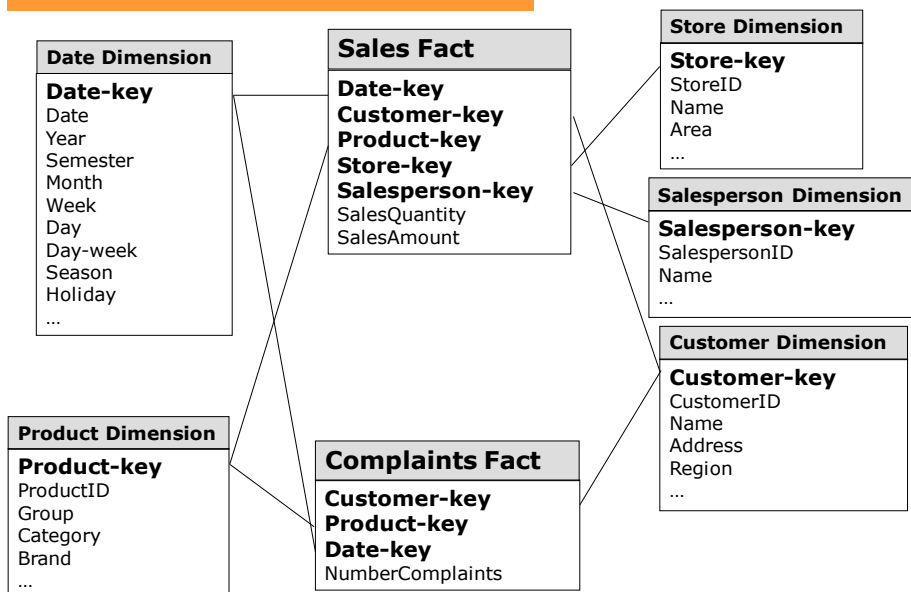 Date Dimension
Date-key
Date
Year
Semester
Month
Week
Day
Day-week
Season
Holiday
...
Sales Fact
Date-key
Customer-key
Product-key
Store-key
Salesperson-key
SalesQuantity
SalesAmount
Store Dimension
Store-key
StoreID
Name
Area
...
Salesperson Dimension
Salesperson-key
SalespersonID
Name
...
Customer Dimension
Customer-key
CustomerID
Name
Address
Region
...
Product Dimension
Product-key
ProductID
Group
Category
Brand
...
Complaints Fact
Customer-key
Product-key
Date-key
NumberComplaints